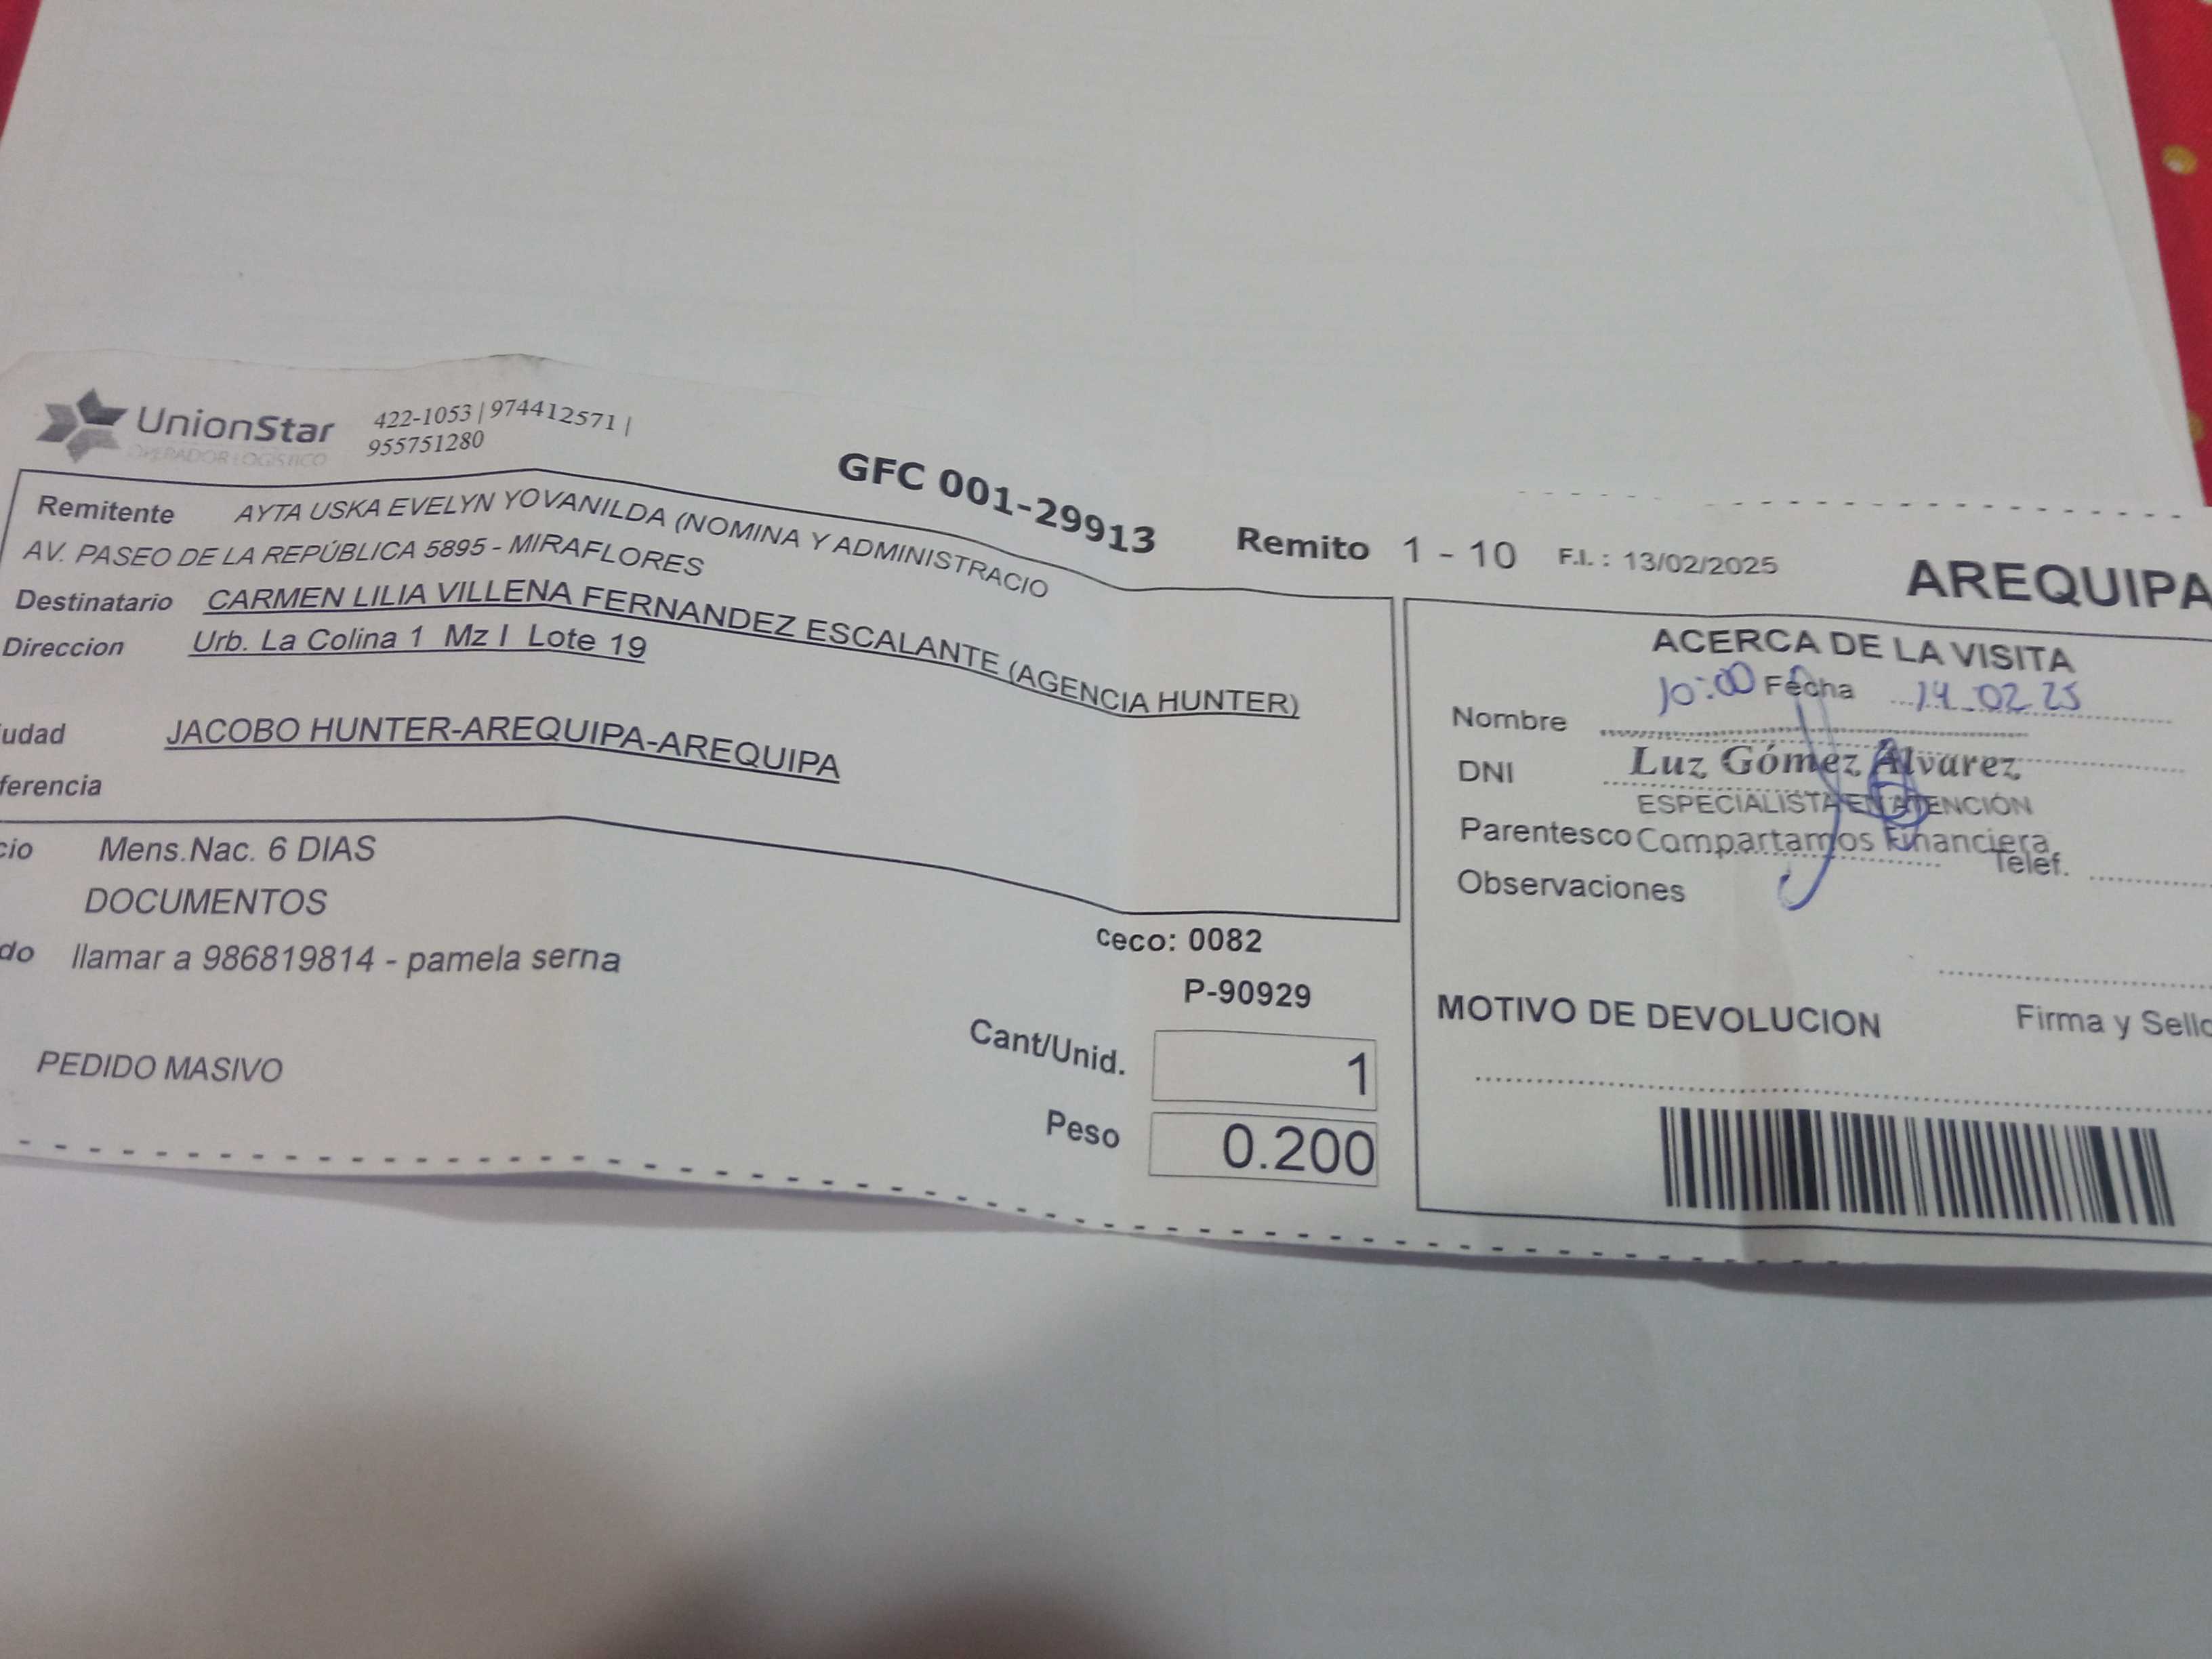 UnionStar
OPERADOR LOGISTICO
422-1053 | 974412571 |
955751280
GFC 001-29913
Remito 1 - 10 F.I. : 13/02/2025
AREQUIPA
Remitente AYTA USKA EVELYN YOVANILDA (NOMINA Y ADMINISTRACIO
AV. PASEO DE LA REPÚBLICA 5895 - MIRAFLORES
Destinatario CARMEN LILIA VILLENA FERNANDEZ ESCALANTE (AGENCIA HUNTER)
Direccion Urb. La Colina 1 Mz I Lote 19
udad JACOBO HUNTER-AREQUIPA-AREQUIPA
ferencia
cio Mens.Nac. 6 DIAS
DOCUMENTOS
do llamar a 986819814 - pamela serna
PEDIDO MASIVO
ceco: 0082
P-90929
Cant/Unid. 1
Peso 0.200
ACERCA DE LA VISITA
10:00 Fecha 14.02.25
Nombre
DNI Luz Gómez Álvarez
ESPECIALISTA EN ATENCIÓN
Parentesco Compartamos Financiera Telef.
Observaciones
Firma y Sello
MOTIVO DE DEVOLUCION